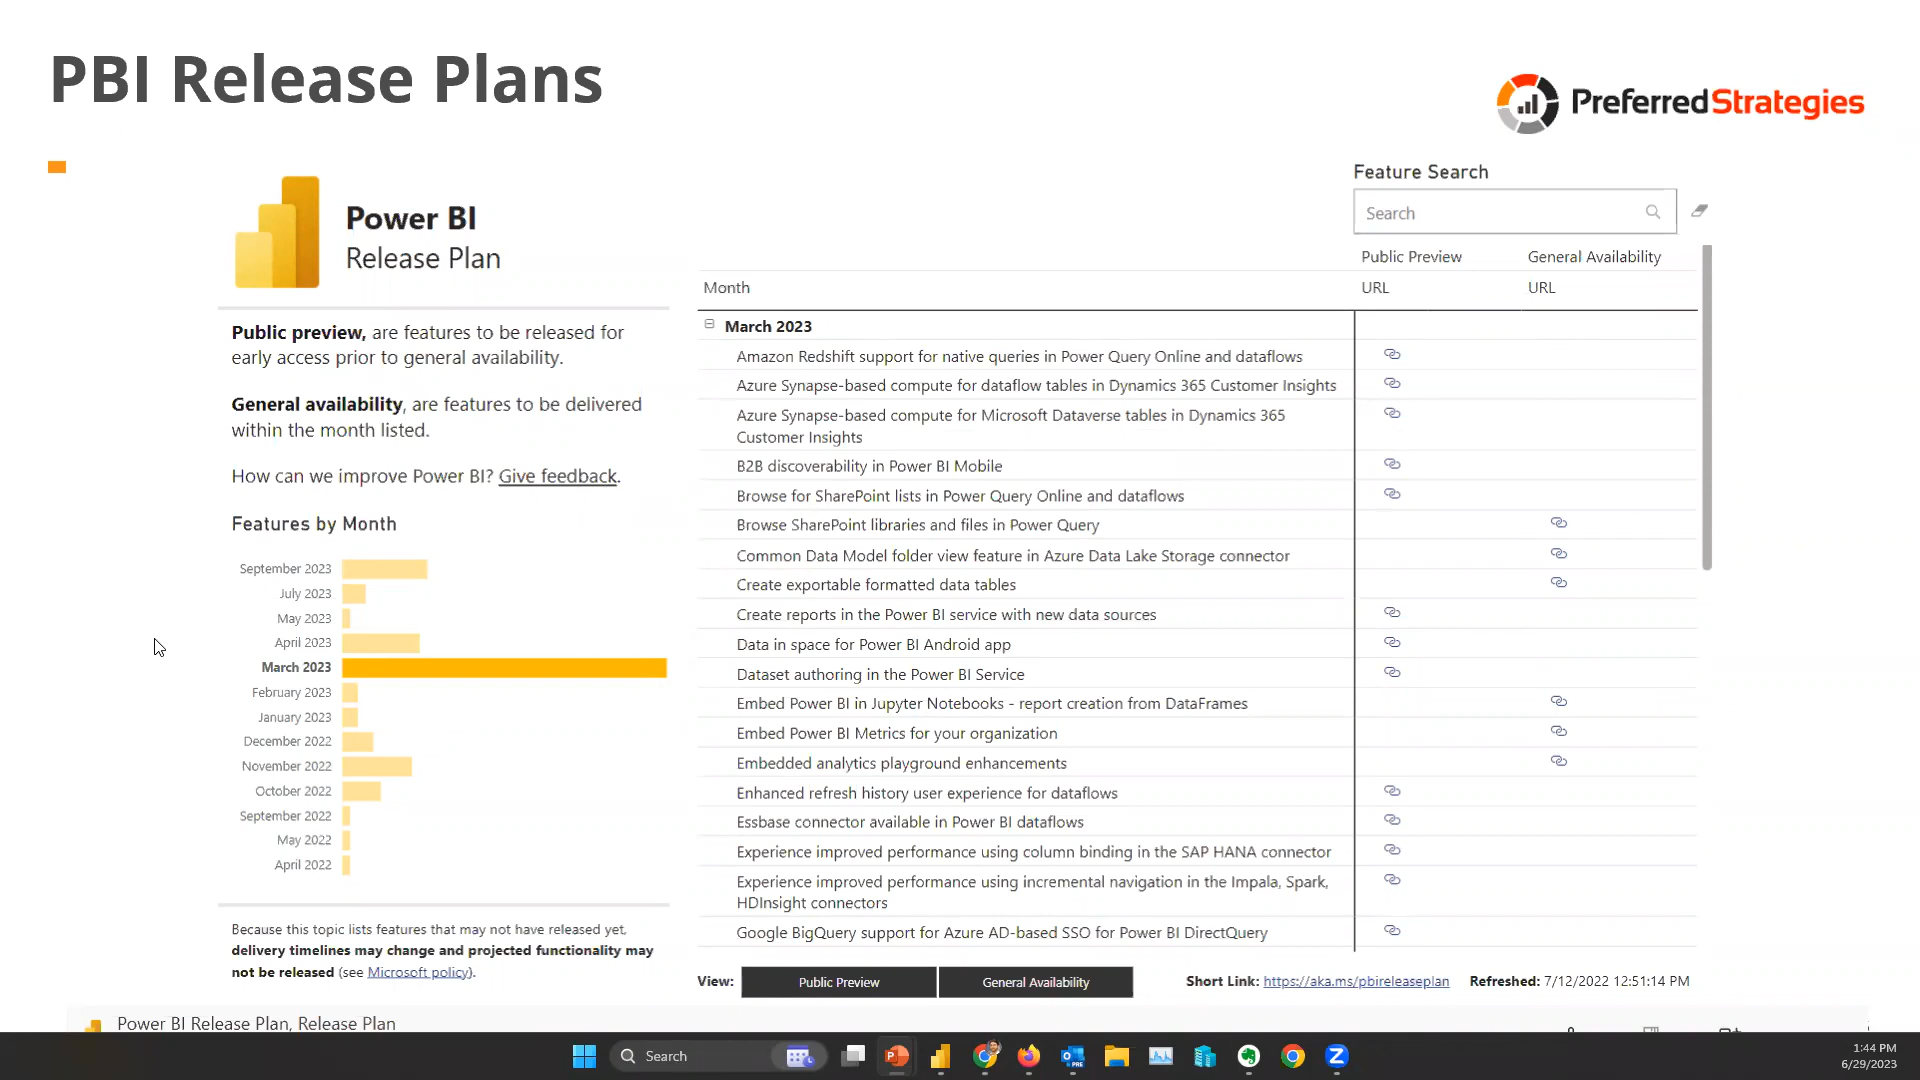 PBI Release Plans
PreferredStrategies
Power BI
Release Plan
Public preview, are features to be released for
early access prior to general availability.
General availability, are features to be delivered
within the month listed.
How can we improve Power BI? Give feedback.
Features by Month
September 2023
July 2023
May 2023
April 2023
March 2023
February 2023
January 2023
December 2022
November 2022
October 2022
September 2022
May 2022
April 2022
Because this topic lists features that may not have released yet,
delivery timelines may change and projected functionality may
not be released (see Microsoft policy).
Feature Search
Search
Public Preview General Availability
Month URL URL
March 2023
Amazon Redshift support for native queries in Power Query Online and dataflows
Azure Synapse-based compute for dataflow tables in Dynamics 365 Customer Insights
Azure Synapse-based compute for Microsoft Dataverse tables in Dynamics 365
Customer Insights
B2B discoverability in Power BI Mobile
Browse for SharePoint lists in Power Query Online and dataflows
Browse SharePoint libraries and files in Power Query
Common Data Model folder view feature in Azure Data Lake Storage connector
Create exportable formatted data tables
Create reports in the Power BI service with new data sources
Data in space for Power BI Android app
Dataset authoring in the Power BI Service
Embed Power BI in Jupyter Notebooks - report creation from DataFrames
Embed Power BI Metrics for your organization
Embedded analytics playground enhancements
Enhanced refresh history user experience for dataflows
Essbase connector available in Power BI dataflows
Experience improved performance using column binding in the SAP HANA connector
Experience improved performance using incremental navigation in the Impala, Spark,
HDInsight connectors
Google BigQuery support for Azure AD-based SSO for Power BI DirectQuery
View: Public Preview General Availability Short Link: https://aka.ms/pbireleaseplan Refreshed: 7/12/2022 12:51:14 PM
Power BI Release Plan, Release Plan
Search
1:44 PM
6/29/2023